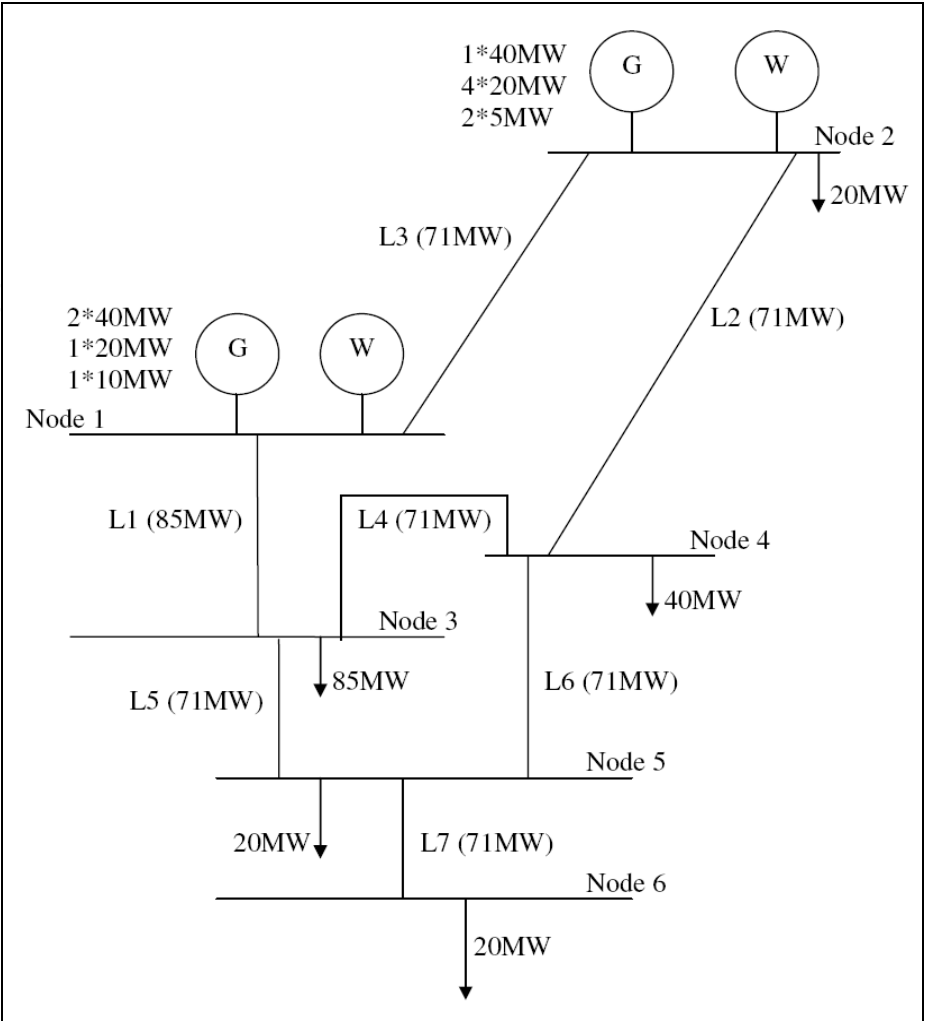 1*40MW
4*20MW
2*5MW
G
W
Node 2
20MW
L3 (71MW)
L2 (71MW)
2*40MW
1*20MW
1*10MW
G
W
Node 1
L1 (85MW)
L4 (71MW)
Node 4
40MW
Node 3
85MW
L5 (71MW)
L6 (71MW)
Node 5
20MW
L7 (71MW)
Node 6
20MW